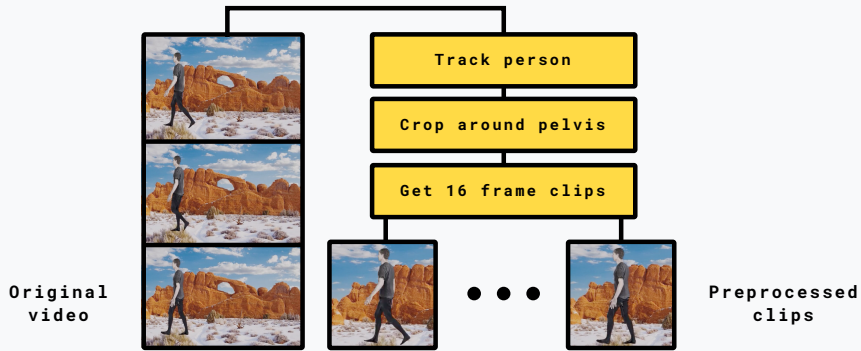 Track person
Crop around pelvis
Get 16 frame clips
Original
video
Preprocessed
clips